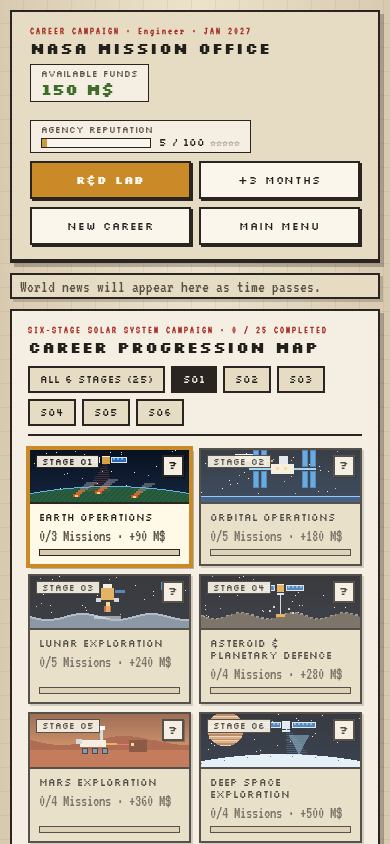 CAREER CAMPAIGN · Engineer · JAN 2027
NASA MISSION OFFICE
AVAILABLE FUNDS
150 M$
AGENCY REPUTATION
5 / 100 ☆☆☆☆☆
R&D LAB
+3 MONTHS
NEW CAREER
MAIN MENU
World news will appear here as time passes.
SIX-STAGE SOLAR SYSTEM CAMPAIGN · 0 / 25 COMPLETED
CAREER PROGRESSION MAP
ALL 6 STAGES (25)
S01
S02
S03
S04
S05
S06
STAGE 01
?
EARTH OPERATIONS
0/3 Missions · +90 M$
STAGE 02
?
ORBITAL OPERATIONS
0/5 Missions · +180 M$
STAGE 03
?
LUNAR EXPLORATION
0/5 Missions · +240 M$
STAGE 04
?
ASTEROID &
PLANETARY DEFENCE
0/4 Missions · +280 M$
STAGE 05
?
MARS EXPLORATION
0/4 Missions · +360 M$
STAGE 06
?
DEEP SPACE
EXPLORATION
0/4 Missions · +500 M$